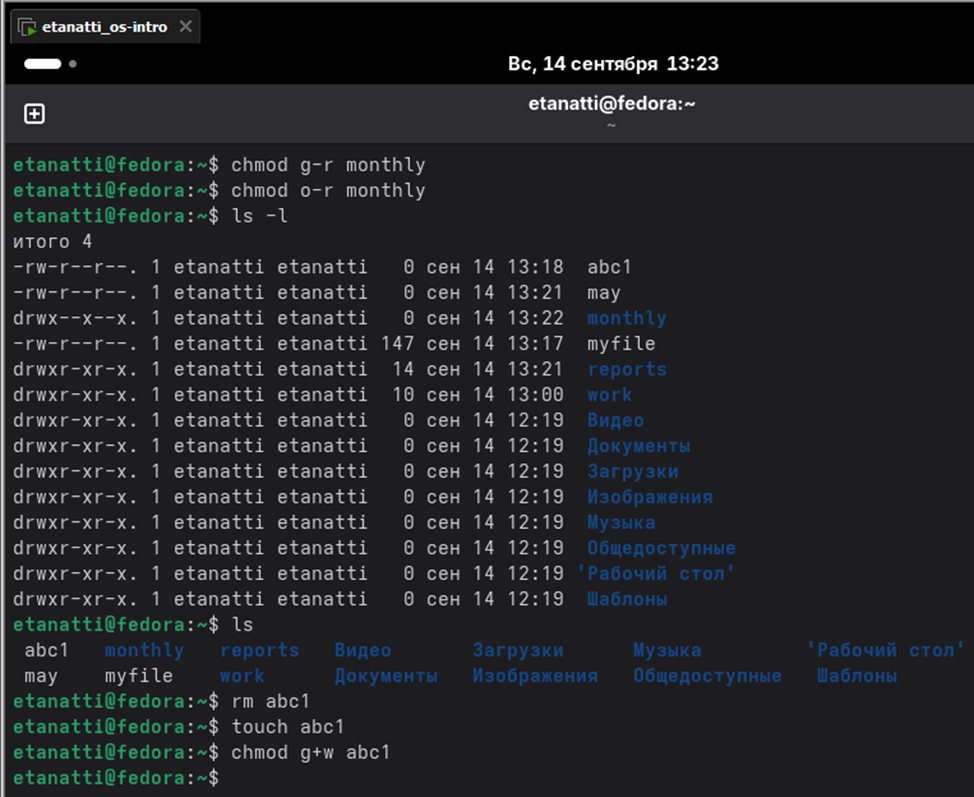 etanatti_os-intro
Вс, 14 сентября 13:23
etanatti@fedora:~
~
etanatti@fedora:~$ chmod g-r monthly
etanatti@fedora:~$ chmod o-r monthly
etanatti@fedora:~$ ls -l
итого 4
-rw-r--r--. 1 etanatti etanatti   0 сен 14 13:18  abc1
-rw-r--r--. 1 etanatti etanatti   0 сен 14 13:21  may
drwx--x--x. 1 etanatti etanatti   0 сен 14 13:22  monthly
-rw-r--r--. 1 etanatti etanatti 147 сен 14 13:17  myfile
drwxr-xr-x. 1 etanatti etanatti  14 сен 14 13:21  reports
drwxr-xr-x. 1 etanatti etanatti  10 сен 14 13:00  work
drwxr-xr-x. 1 etanatti etanatti   0 сен 14 12:19  Видео
drwxr-xr-x. 1 etanatti etanatti   0 сен 14 12:19  Документы
drwxr-xr-x. 1 etanatti etanatti   0 сен 14 12:19  Загрузки
drwxr-xr-x. 1 etanatti etanatti   0 сен 14 12:19  Изображения
drwxr-xr-x. 1 etanatti etanatti   0 сен 14 12:19  Музыка
drwxr-xr-x. 1 etanatti etanatti   0 сен 14 12:19  Общедоступные
drwxr-xr-x. 1 etanatti etanatti   0 сен 14 12:19 'Рабочий стол'
drwxr-xr-x. 1 etanatti etanatti   0 сен 14 12:19  Шаблоны
etanatti@fedora:~$ ls
abc1   monthly   reports   Видео       Загрузки      Музыка         'Рабочий стол'
may    myfile    work      Документы   Изображения   Общедоступные   Шаблоны
etanatti@fedora:~$ rm abc1
etanatti@fedora:~$ touch abc1
etanatti@fedora:~$ chmod g+w abc1
etanatti@fedora:~$